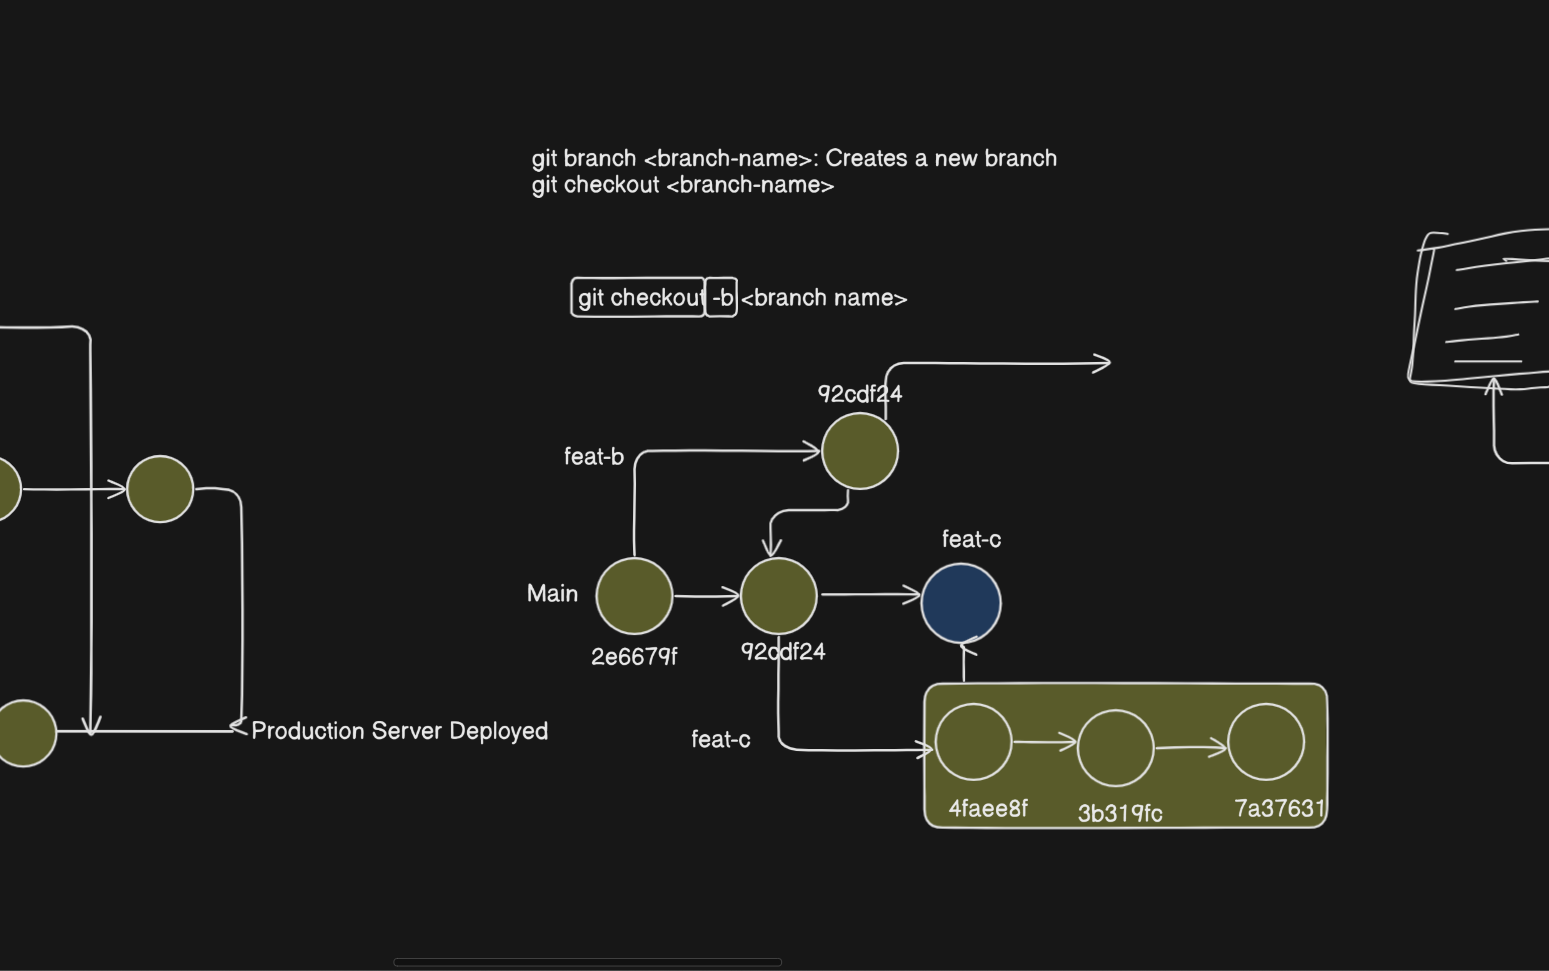 git branch <branch-name>: Creates a new branch
git checkout <branch-name>
git checkout -b <branch name>
92cdf24
feat-b
feat-c
Main
2e6679f
92cdf24
feat-c
Production Server Deployed
4faee8f
3b319fc
7a37631